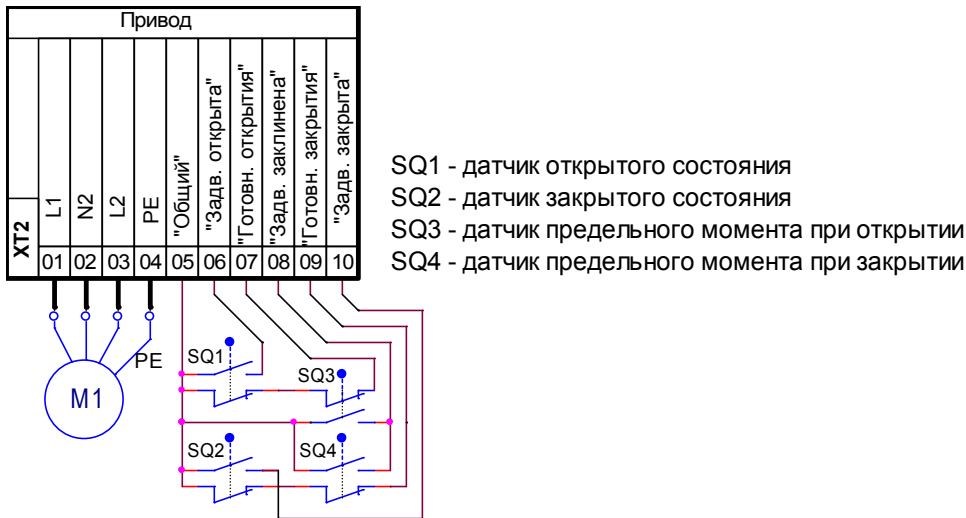 Привод
XT2
L1
N2
L2
PE
"Общий"
"Задв. открыта"
"Готовн. открытия"
"Задв. заклинена"
"Готовн. закрытия"
"Задв. закрыта"
01 02 03 04 05 06 07 08 09 10
SQ1 - датчик открытого состояния
SQ2 - датчик закрытого состояния
SQ3 - датчик предельного момента при открытии
SQ4 - датчик предельного момента при закрытии
PE
M1
SQ1
SQ3
SQ2
SQ4